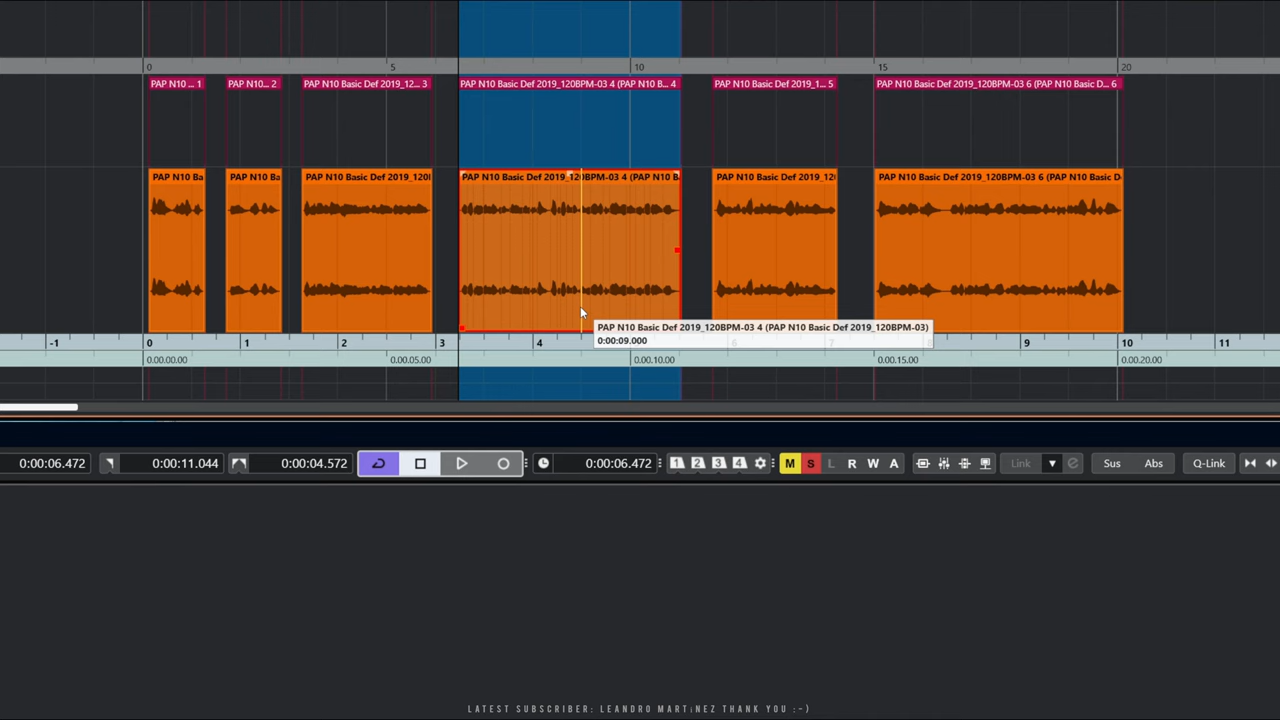 0 5 10 15 20
PAP N10 ... 1 PAP N10... 2 PAP N10 Basic Def 2019_12... 3 PAP N10 Basic Def 2019_120BPM-03 4 (PAP N10 B... 4 PAP N10 Basic Def 2019_1... 5 PAP N10 Basic Def 2019_120BPM-03 6 (PAP N10 Basic D... 6
PAP N10 Ba PAP N10 Ba PAP N10 Basic Def 2019_120I PAP N10 Basic Def 2019_120BPM-03 4 (PAP N10 B PAP N10 Basic Def 2019_12 PAP N10 Basic Def 2019_120BPM-03 6 (PAP N10 Basic D
PAP N10 Basic Def 2019_120BPM-03 4 (PAP N10 Basic Def 2019_120BPM-03)
0:00:09.000
-1 0 1 2 3 4 6 7 8 9 10 11
0:00:00.00 0:00:05.00 0:00:10.00 0:00:15.00 0:00:20.00
0:00:06.472 0:00:11.044 0:00:04.572 0:00:06.472 1 2 3 4 M S L R W A Link Sus Abs Q-Link
LATEST SUBSCRIBER: LEANDRO MARTíNEZ THANK YOU :-)